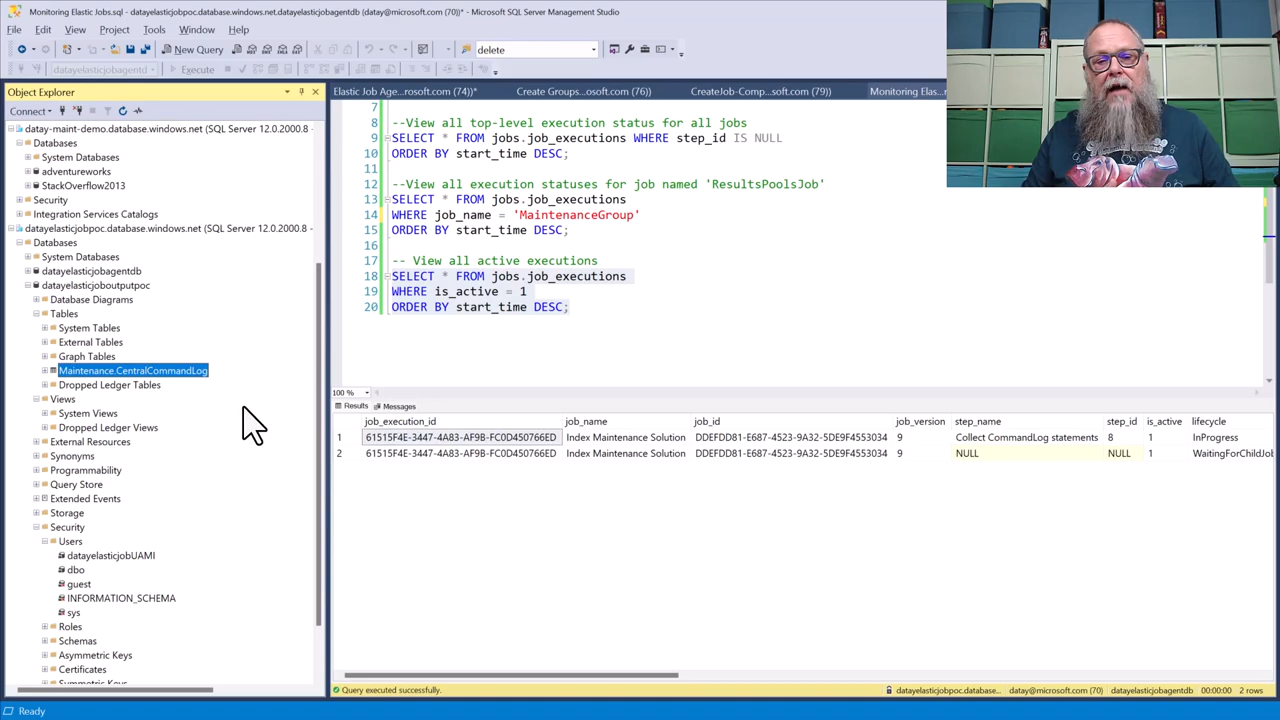 Monitoring Elastic Jobs.sql - datayelasticjobpoc.database.windows.net.datayelasticjobagentdb (datay@microsoft.com (70))* - Microsoft SQL Server Management Studio
File Edit View Project Tools Window Help
New Query delete
datayelasticjobagentd Execute
Object Explorer
Connect
datay-maint-demo.database.windows.net (SQL Server 12.0.2000.8 -
Databases
System Databases
adventureworks
StackOverflow2013
Security
Integration Services Catalogs
datayelasticjobpoc.database.windows.net (SQL Server 12.0.2000.8 -
Databases
System Databases
datayelasticjobagentdb
datayelasticjoboutputpoc
Database Diagrams
Tables
System Tables
External Tables
Graph Tables
Maintenance.CentralCommandLog
Dropped Ledger Tables
Views
System Views
Dropped Ledger Views
External Resources
Synonyms
Programmability
Query Store
Extended Events
Storage
Security
Users
datayelasticjobUAMI
dbo
guest
INFORMATION_SCHEMA
sys
Roles
Schemas
Asymmetric Keys
Certificates
Symmetric Keys
Elastic Job Age...rosoft.com (74))* Create Groups...osoft.com (76)) CreateJob-Comp...soft.com (79)) Monitoring Elas...
7
8 --View all top-level execution status for all jobs
9 SELECT * FROM jobs.job_executions WHERE step_id IS NULL
10 ORDER BY start_time DESC;
11
12 --View all execution statuses for job named 'ResultsPoolsJob'
13 SELECT * FROM jobs.job_executions
14 WHERE job_name = 'MaintenanceGroup'
15 ORDER BY start_time DESC;
16
17 -- View all active executions
18 SELECT * FROM jobs.job_executions
19 WHERE is_active = 1
20 ORDER BY start_time DESC;
100 %
Results Messages
job_execution_id job_name job_id job_version step_name step_id is_active lifecycle
1 61515F4E-3447-4A83-AF9B-FC0D450766ED Index Maintenance Solution DDEFDD81-E687-4523-9A32-5DE9F4553034 9 Collect CommandLog statements 8 1 InProgress
2 61515F4E-3447-4A83-AF9B-FC0D450766ED Index Maintenance Solution DDEFDD81-E687-4523-9A32-5DE9F4553034 9 NULL NULL 1 WaitingForChildJob
Query executed successfully. datayelasticjobpoc.database... datay@microsoft.com (70) datayelasticjobagentdb 00:00:00 2 rows
Ready